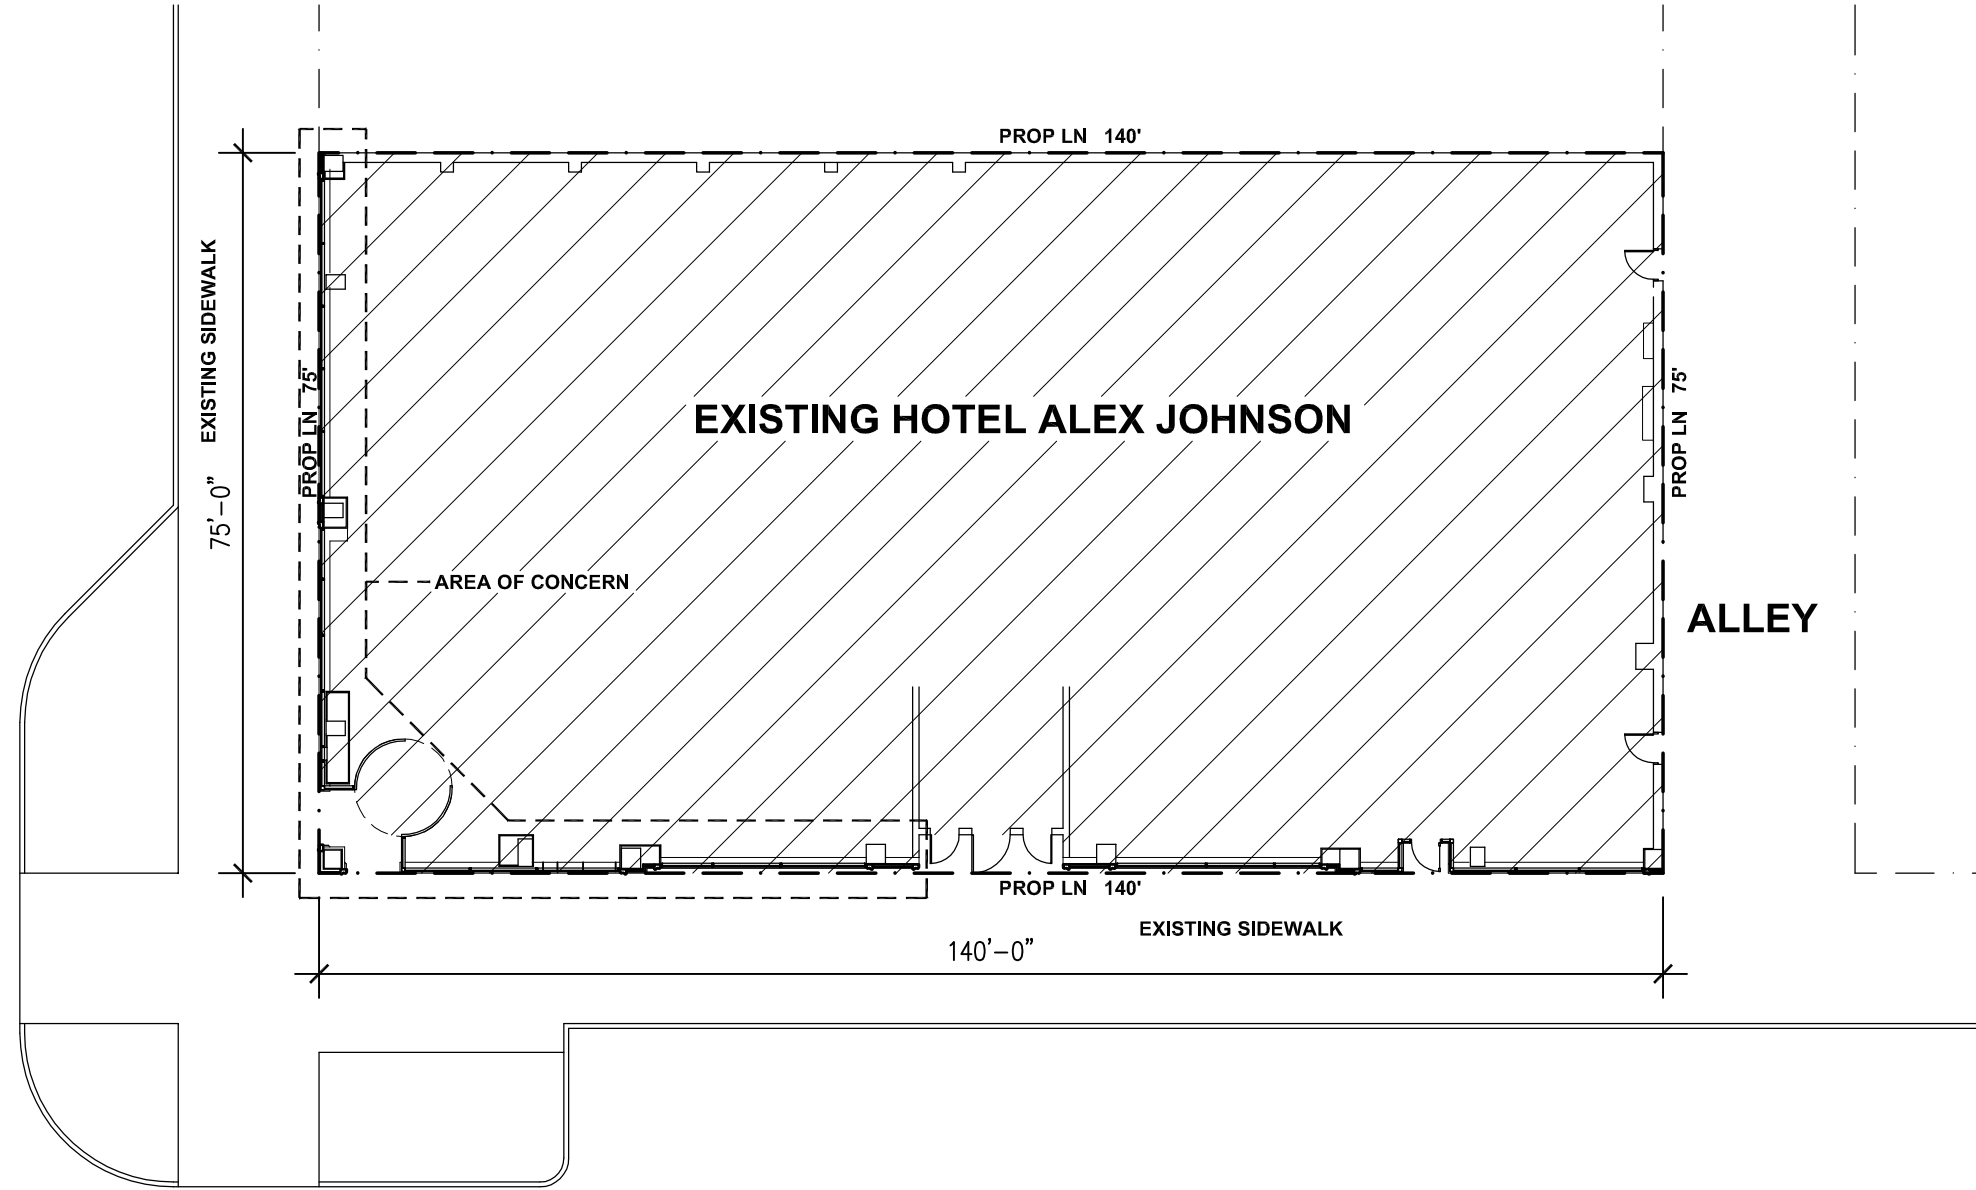 PROP LN 140'
EXISTING SIDEWALK
PROP LN 75'
75'-0"
EXISTING HOTEL ALEX JOHNSON
PROP LN 75'
AREA OF CONCERN
ALLEY
PROP LN 140'
EXISTING SIDEWALK
140'-0"